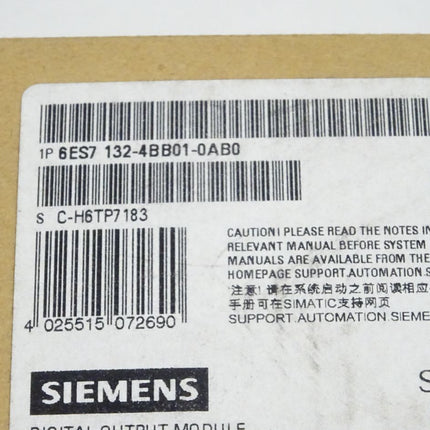 1P 6ES7 132-4BB01-0AB0
S C-H6TP7183
CAUTION! PLEASE READ THE NOTES IN
RELEVANT MANUAL BEFORE SYSTEM
MANUALS ARE AVAILABLE FROM THE
HOMEPAGE SUPPORT.AUTOMATION.S
注意! 请在系统启动之前阅读相应
手册可在SIMATIC支持网页
SUPPORT.AUTOMATION.SIEME
4 025515 072690
SIEMENS
S
DIGITAL OUTPUT MODULE